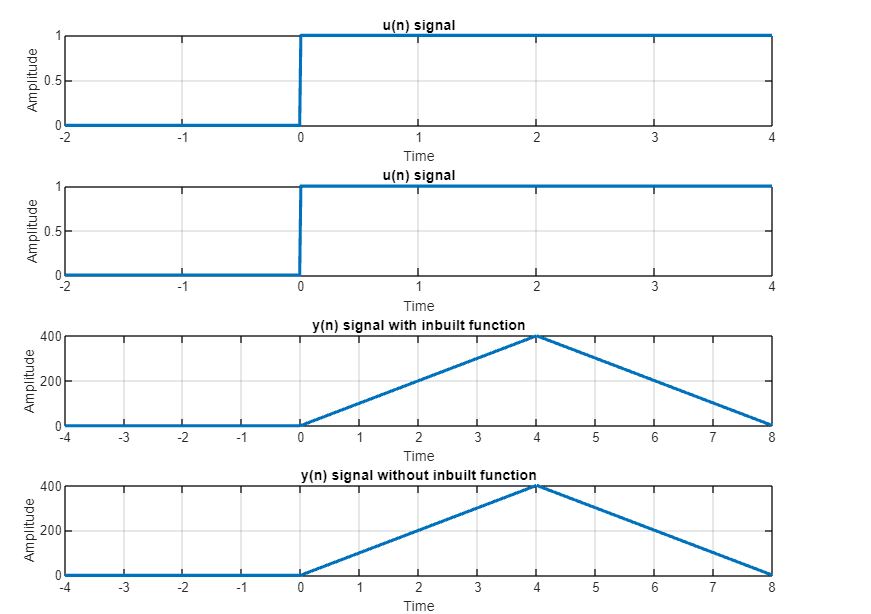 u(n) signal
1
0.5
0
Amplitude
-2 -1 0 1 2 3 4
Time
u(n) signal
1
0.5
0
Amplitude
-2 -1 0 1 2 3 4
Time
y(n) signal with inbuilt function
400
200
0
Amplitude
-4 -3 -2 -1 0 1 2 3 4 5 6 7 8
Time
y(n) signal without inbuilt function
400
200
0
Amplitude
-4 -3 -2 -1 0 1 2 3 4 5 6 7 8
Time